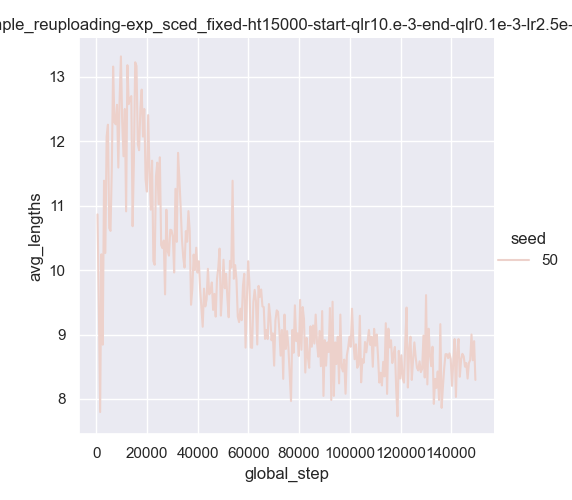 nple_reuploading-exp_sced_fixed-ht15000-start-qlr10.e-3-end-qlr0.1e-3-lr2.5e-
13
12
11
10
9
8
avg_lengths
0 20000 40000 60000 80000 100000 120000 140000
global_step
seed
50